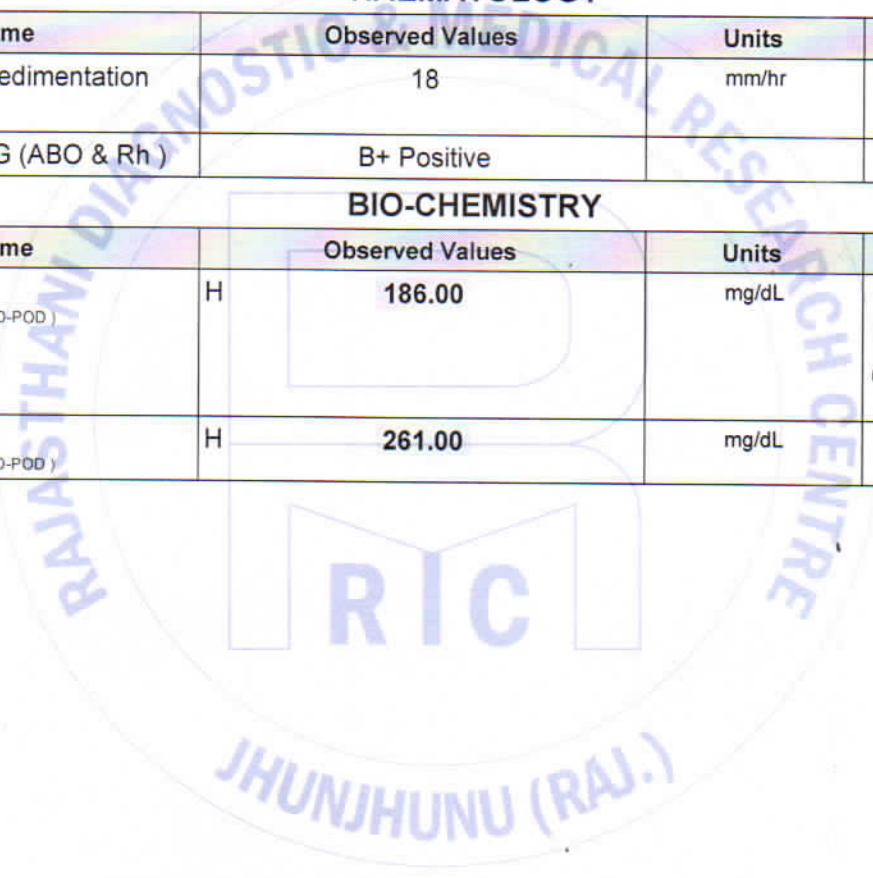 HAEMATOLOGY
me Observed Values Units
edimentation 18 mm/hr
G (ABO & Rh ) B+ Positive
BIO-CHEMISTRY
me Observed Values Units
H 186.00 mg/dL
D-POD )
H 261.00 mg/dL
D-POD )
RAJASTHANI DIAGNOSTIC & MEDICAL RESEARCH CENTRE
RIC
JHUNJHUNU (RAJ.)